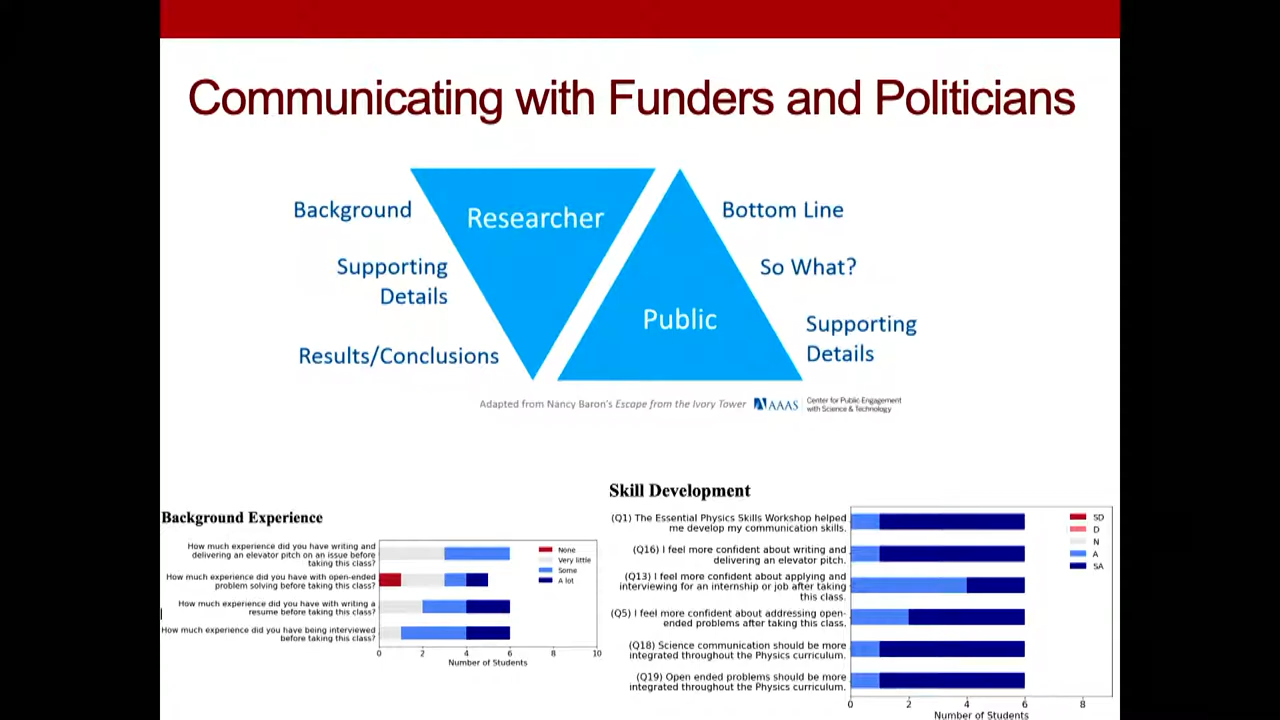 Communicating with Funders and Politicians
Background
Researcher
Supporting
Details
Results/Conclusions
Bottom Line
So What?
Public
Supporting
Details
Adapted from Nancy Baron's Escape from the Ivory Tower
AAAS
Center for Public Engagement
with Science & Technology
Background Experience
How much experience did you have writing and
delivering an elevator pitch on an issue before
taking this class?
How much experience did you have with open-ended
problem solving before taking this class?
How much experience did you have with writing a
resume before taking this class?
How much experience did you have being interviewed
before taking this class?
None
Very little
Some
A lot
0 2 4 6 8 10
Number of Students
Skill Development
(Q1) The Essential Physics Skills Workshop helped
me develop my communication skills.
(Q16) I feel more confident about writing and
delivering an elevator pitch.
(Q13) I feel more confident about applying and
interviewing for an internship or job after taking
this class.
(Q5) I feel more confident about addressing open-
ended problems after taking this class.
(Q18) Science communication should be more
integrated throughout the Physics curriculum.
(Q19) Open ended problems should be more
integrated throughout the Physics curriculum.
SD
D
N
A
SA
0 2 4 6 8
Number of Students